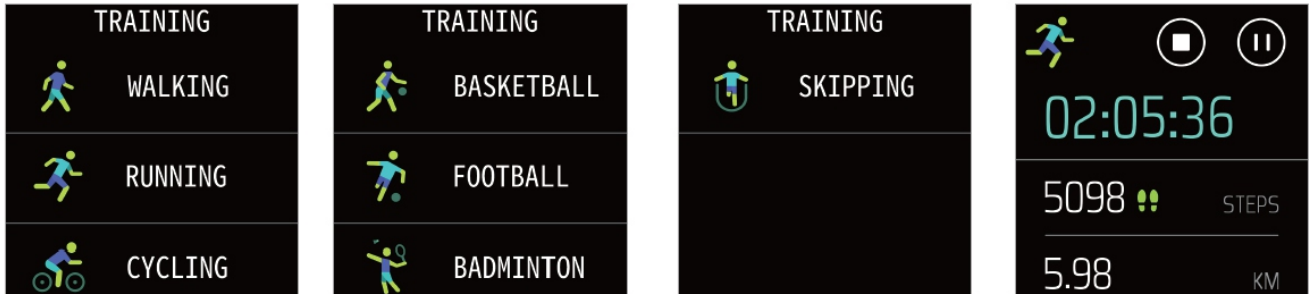 TRAINING
WALKING
RUNNING
CYCLING
TRAINING
BASKETBALL
FOOTBALL
BADMINTON
TRAINING
SKIPPING
02:05:36
5098 STEPS
5.98 KM